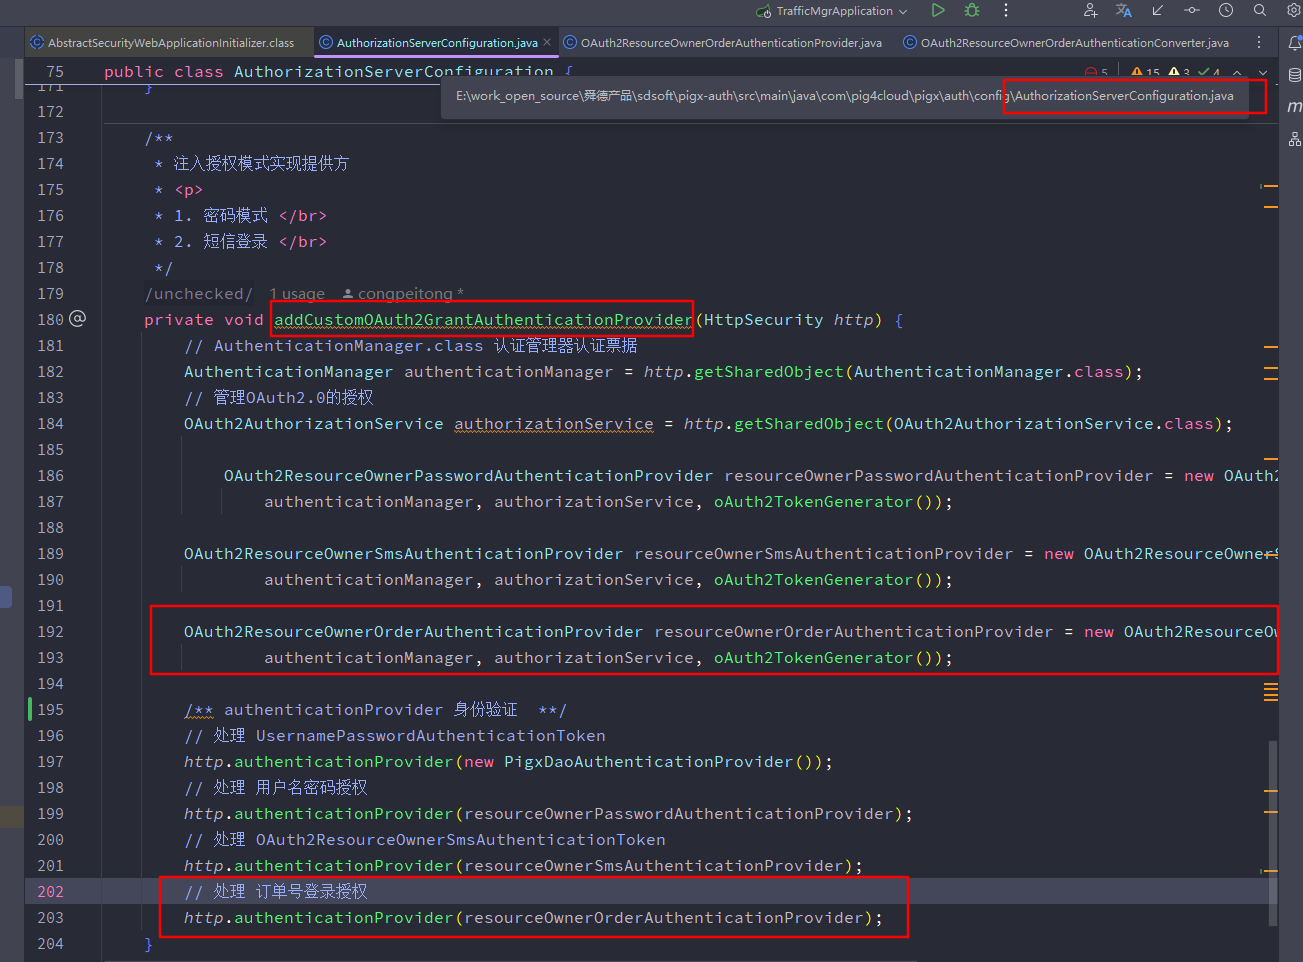 TrafficMgrApplication
AbstractSecurityWebApplicationInitializer.class
AuthorizationServerConfiguration.java
OAuth2ResourceOwnerOrderAuthenticationProvider.java
OAuth2ResourceOwnerOrderAuthenticationConverter.java
75 public class AuthorizationServerConfiguration {
5 15 3 4
E:\work_open_source\舜德产品\sdsoft\pigx-auth\src\main\java\com\pig4cloud\pigx\auth\config\AuthorizationServerConfiguration.java
171 }
172
173 /**
174 * 注入授权模式实现提供方
175 * <p>
176 * 1. 密码模式 </br>
177 * 2. 短信登录 </br>
178 */
179 /unchecked/ 1 usage congpeitong *
180 private void addCustomOAuth2GrantAuthenticationProvider(HttpSecurity http) {
181 // AuthenticationManager.class 认证管理器认证票据
182 AuthenticationManager authenticationManager = http.getSharedObject(AuthenticationManager.class);
183 // 管理OAuth2.0的授权
184 OAuth2AuthorizationService authorizationService = http.getSharedObject(OAuth2AuthorizationService.class);
185
186 OAuth2ResourceOwnerPasswordAuthenticationProvider resourceOwnerPasswordAuthenticationProvider = new OAuth2
187 authenticationManager, authorizationService, oAuth2TokenGenerator());
188
189 OAuth2ResourceOwnerSmsAuthenticationProvider resourceOwnerSmsAuthenticationProvider = new OAuth2ResourceOwnerS
190 authenticationManager, authorizationService, oAuth2TokenGenerator());
191
192 OAuth2ResourceOwnerOrderAuthenticationProvider resourceOwnerOrderAuthenticationProvider = new OAuth2ResourceOw
193 authenticationManager, authorizationService, oAuth2TokenGenerator());
194
195 /** authenticationProvider 身份验证 **/
196 // 处理 UsernamePasswordAuthenticationToken
197 http.authenticationProvider(new PigxDaoAuthenticationProvider());
198 // 处理 用户名密码授权
199 http.authenticationProvider(resourceOwnerPasswordAuthenticationProvider);
200 // 处理 OAuth2ResourceOwnerSmsAuthenticationToken
201 http.authenticationProvider(resourceOwnerSmsAuthenticationProvider);
202 // 处理 订单号登录授权
203 http.authenticationProvider(resourceOwnerOrderAuthenticationProvider);
204 }